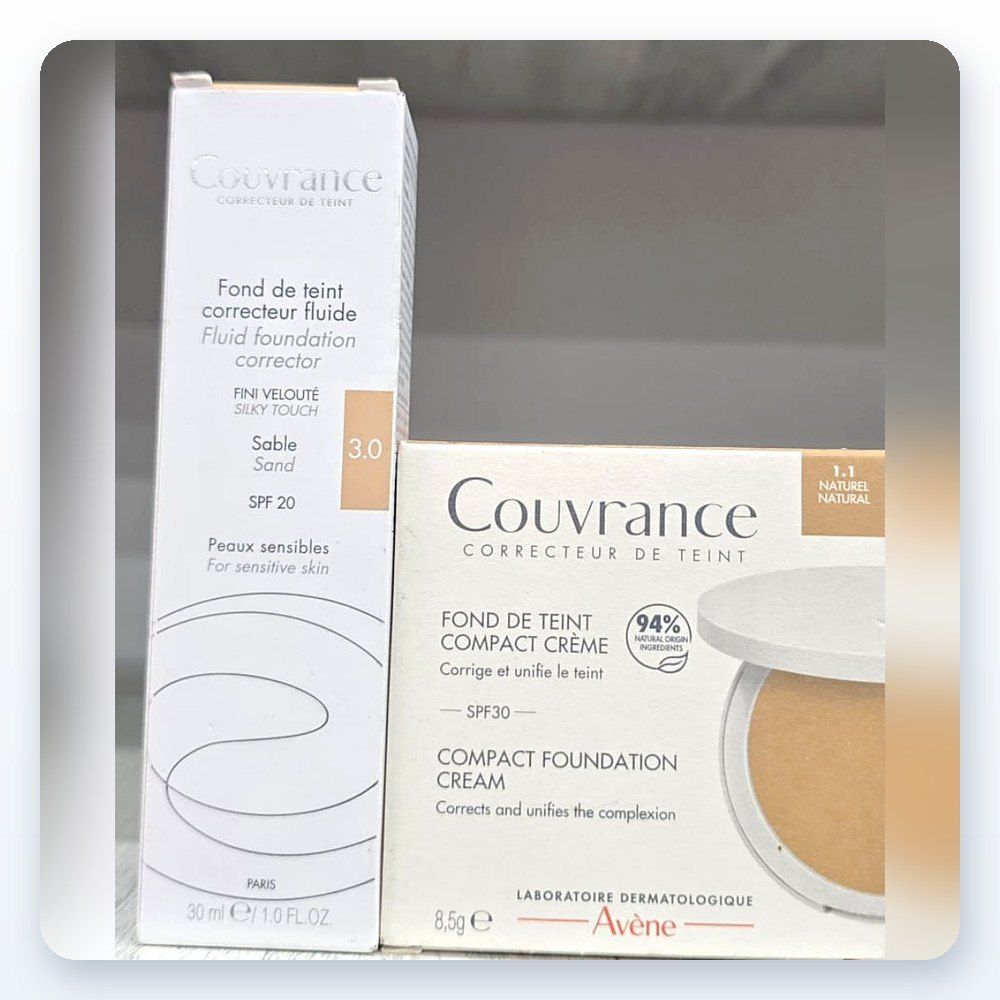 Couvrance
CORRECTEUR DE TEINT
Fond de teint
correcteur fluide
Fluid foundation
corrector
FINI VELOUTÉ
SILKY TOUCH
Sable
Sand
3.0
SPF 20
Peaux sensibles
For sensitive skin
PARIS
30 ml e / 1.0 FL.OZ.
1.1
NATUREL
NATURAL
Couvrance
CORRECTEUR DE TEINT
FOND DE TEINT
COMPACT CRÈME
Corrige et unifie le teint
94%
NATURAL ORIGIN
INGREDIENTS
SPF30
COMPACT FOUNDATION
CREAM
Corrects and unifies the complexion
LABORATOIRE DERMATOLOGIQUE
Avène
8,5g e